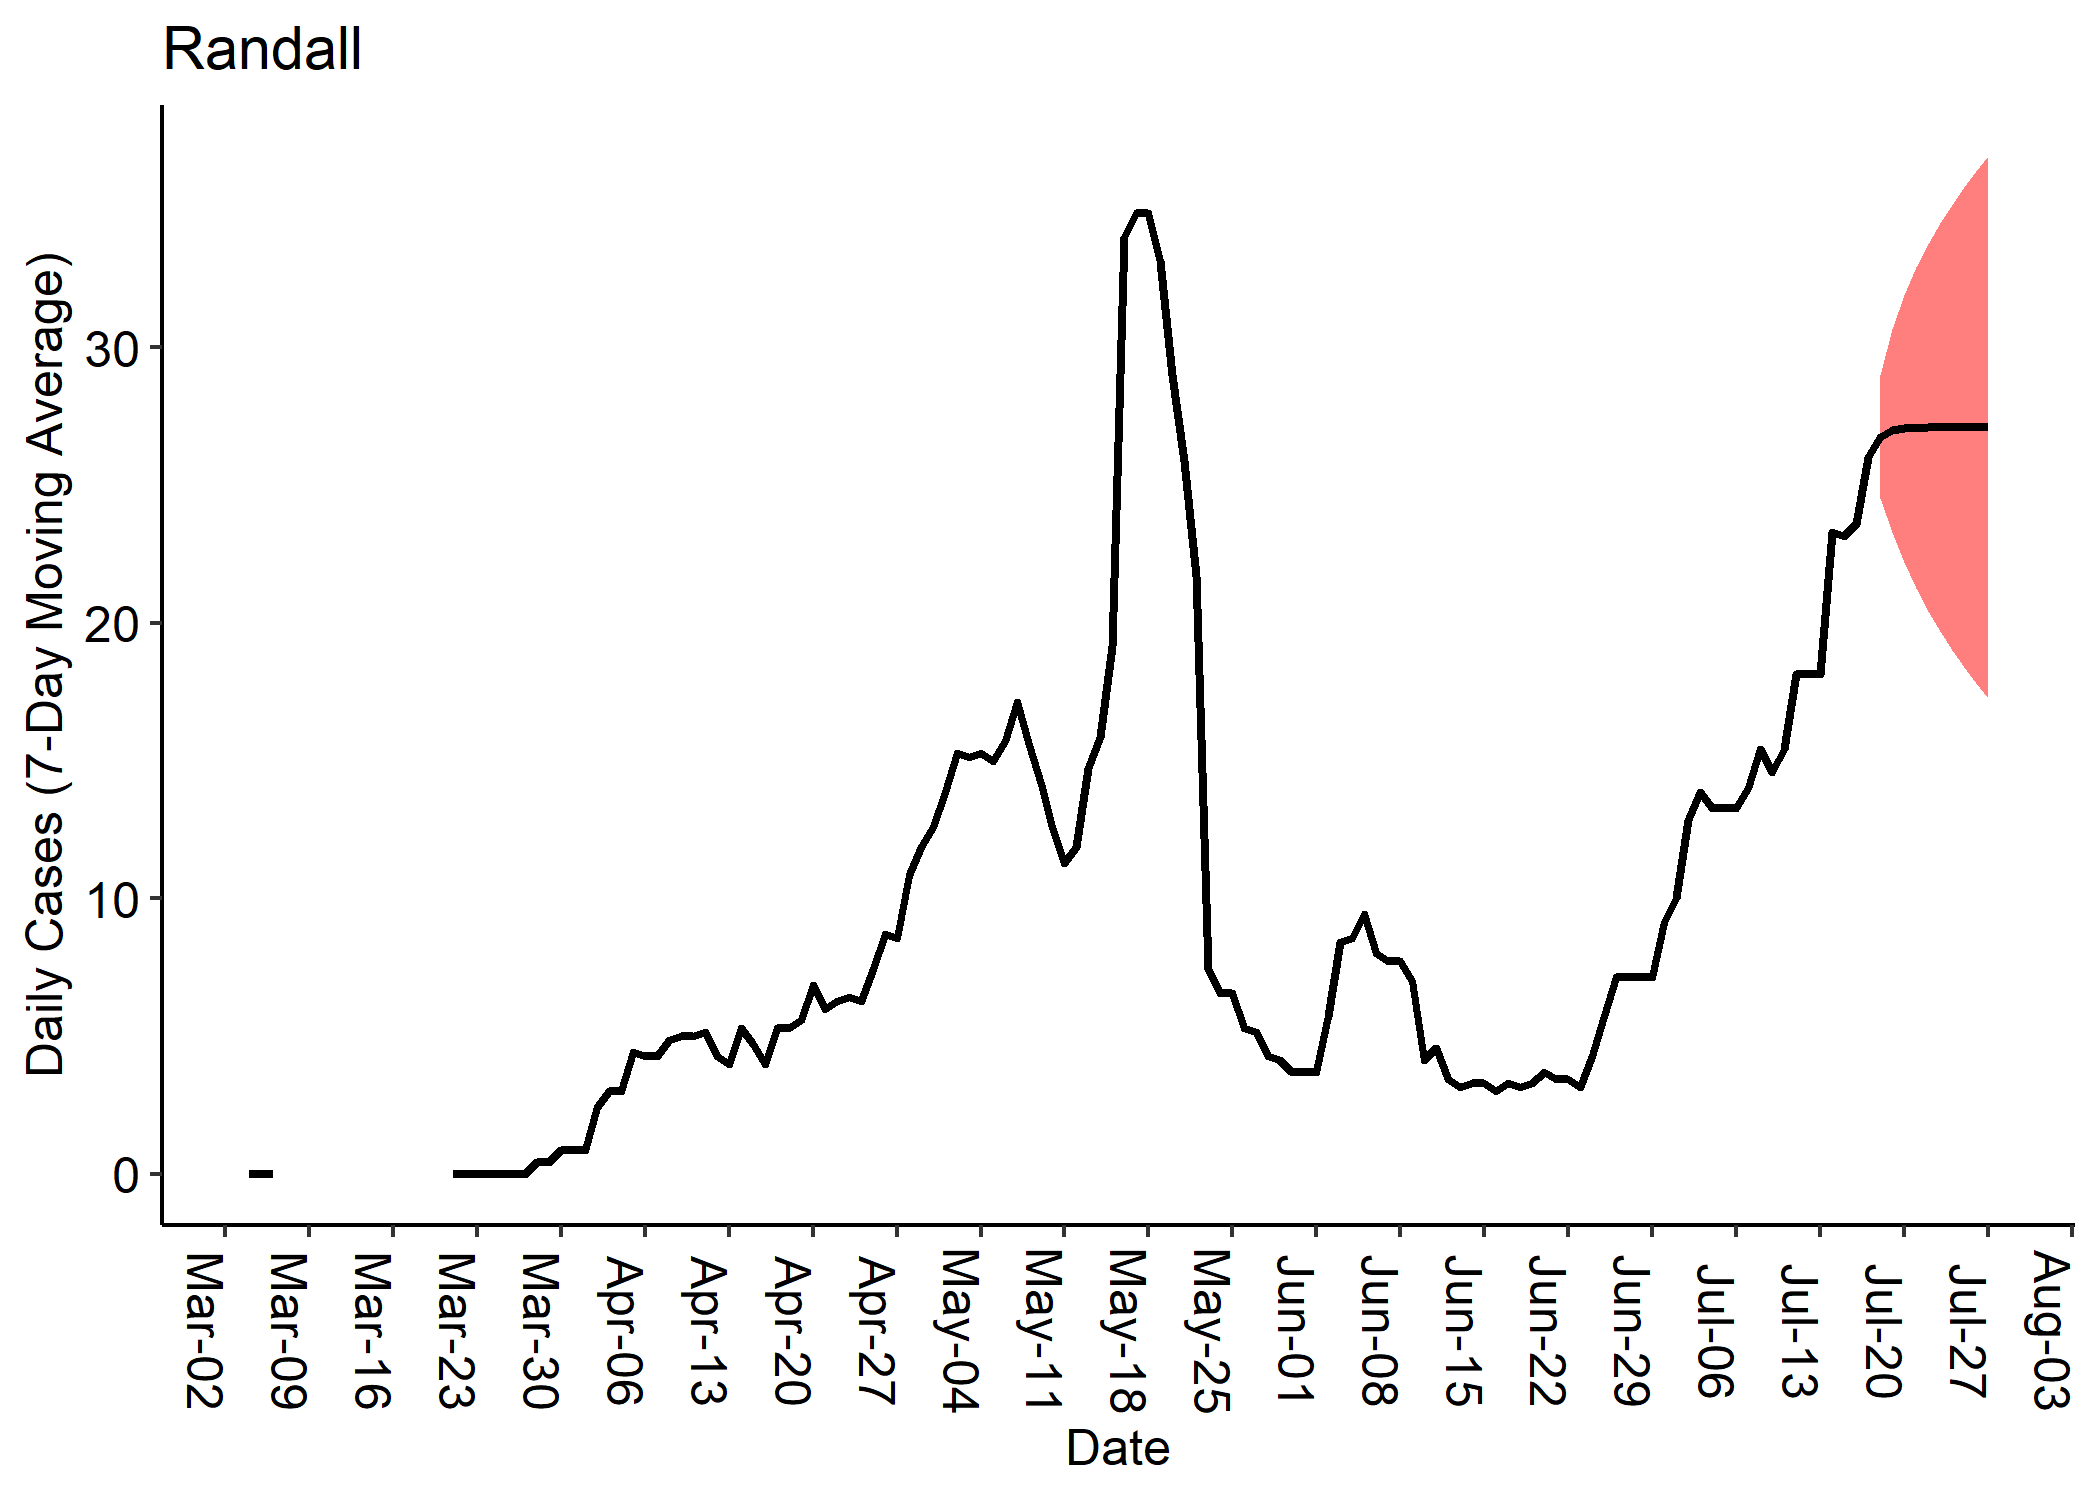 Randall
Daily Cases (7-Day Moving Average)
30
20
10
0
Mar-02
Mar-09
Mar-16
Mar-23
Mar-30
Apr-06
Apr-13
Apr-20
Apr-27
May-04
May-11
May-18
May-25
Jun-01
Jun-08
Jun-15
Jun-22
Jun-29
Jul-06
Jul-13
Jul-20
Jul-27
Aug-03
Date